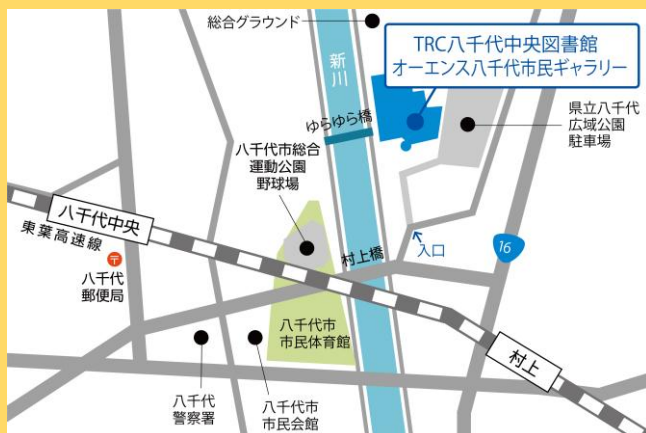 総合グラウンド
TRC八千代中央図書館
オーエンス八千代市民ギャラリー
新川
ゆらゆら橋
県立八千代
広域公園
駐車場
八千代市総合
運動公園
野球場
八千代中央
東葉高速線
〒
八千代
郵便局
村上橋
入口
16
八千代市
市民体育館
村上
八千代
警察署
八千代市
市民会館